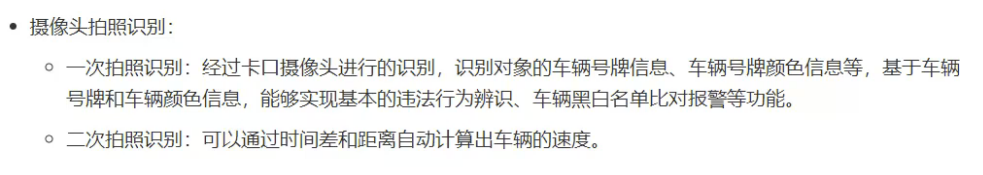 • 摄像头拍照识别：
○ 一次拍照识别：经过卡口摄像头进行的识别，识别对象的车辆号牌信息、车辆号牌颜色信息等，基于车辆
号牌和车辆颜色信息，能够实现基本的违法行为辨识、车辆黑白名单比对报警等功能。
○ 二次拍照识别：可以通过时间差和距离自动计算出车辆的速度。